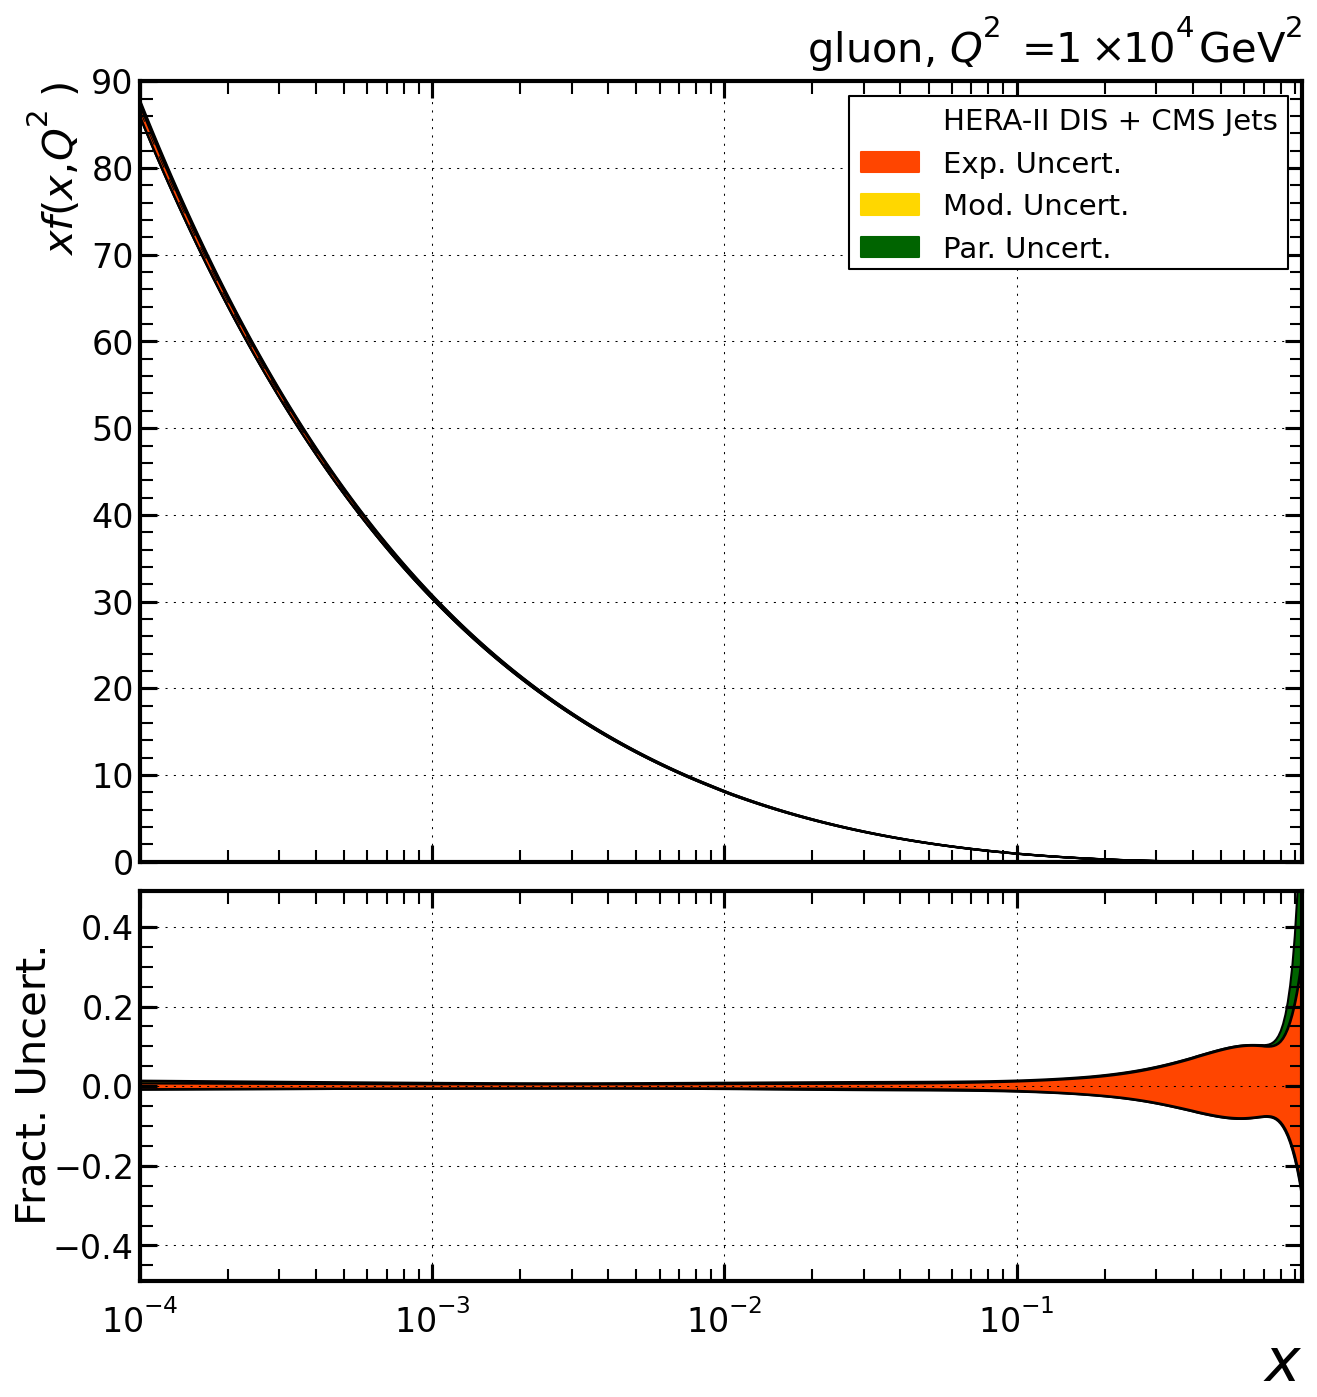 gluon, Q² =1 ×10⁴ GeV²
xf(x,Q² )
90
80
70
60
50
40
30
20
10
0
HERA-II DIS + CMS Jets
Exp. Uncert.
Mod. Uncert.
Par. Uncert.
Fract. Uncert.
0.4
0.2
0.0
−0.2
−0.4
10⁻⁴ 10⁻³ 10⁻² 10⁻¹
x